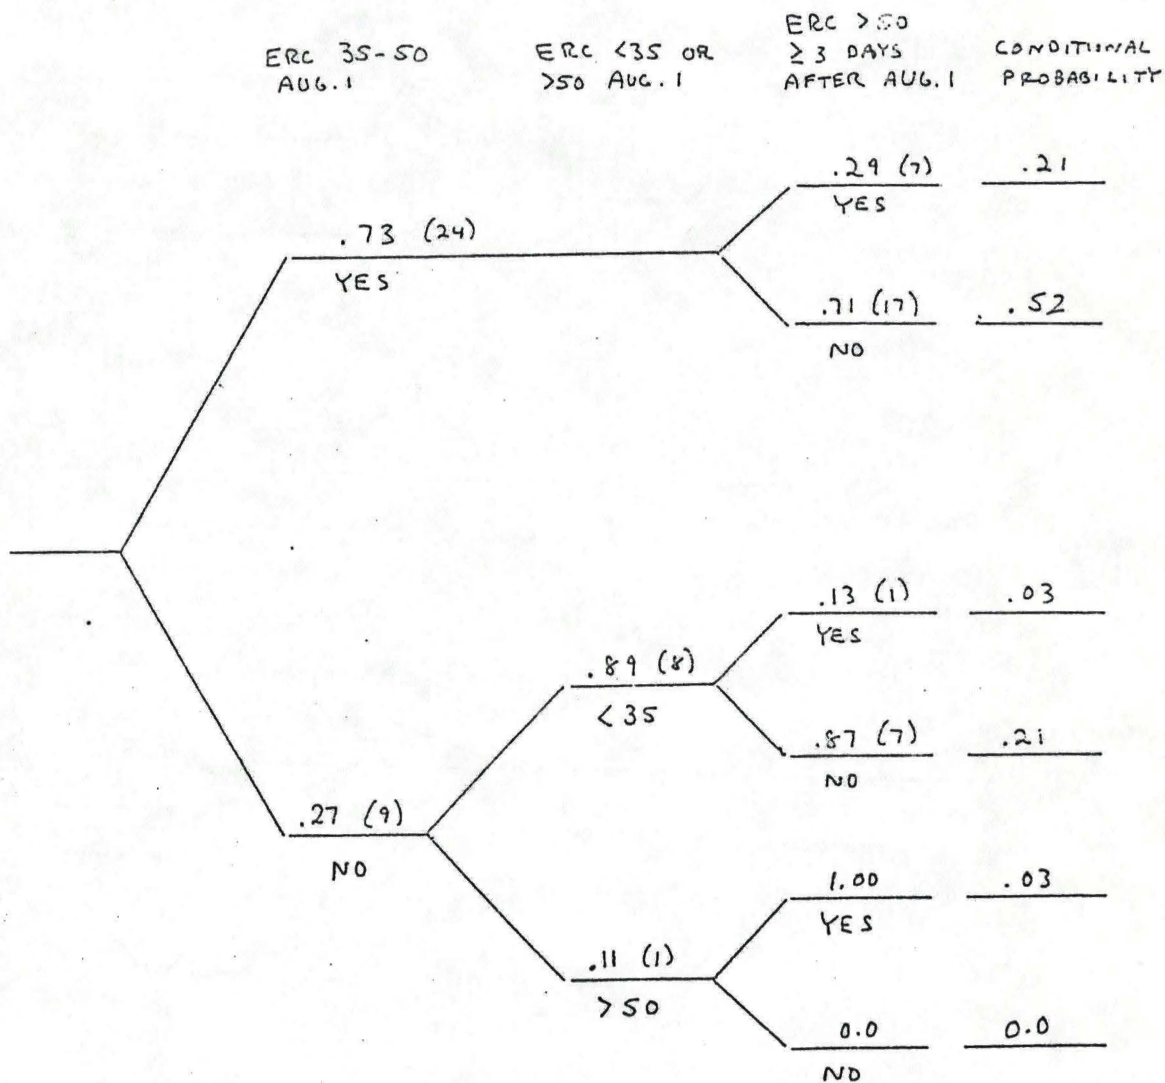 ERC 35-50
AUG. 1
ERC <35 OR
>50 AUG. 1
ERC >50
≥3 DAYS
AFTER AUG. 1
CONDITIONAL
PROBABILITY
.73 (24)
YES
.29 (7)
YES
.21
.71 (17)
NO
.52
.27 (9)
NO
.89 (8)
<35
.13 (1)
YES
.03
.87 (7)
NO
.21
.11 (1)
>50
1.00
YES
.03
0.0
NO
0.0